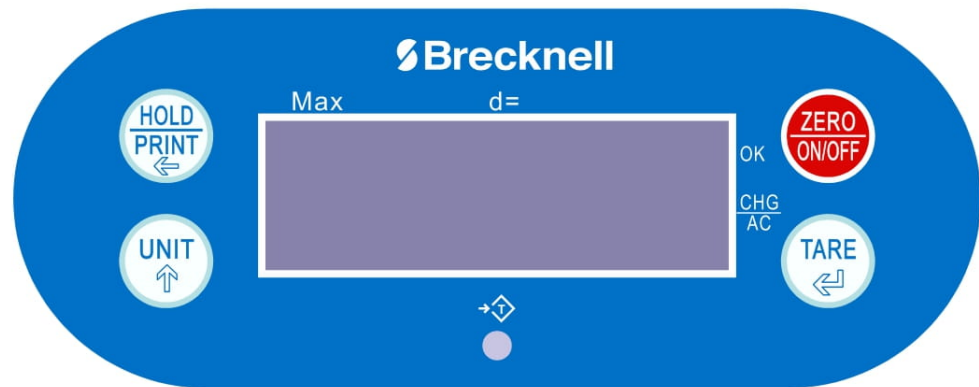 Brecknell
Max d=
HOLD
PRINT
ZERO
ON/OFF
OK
CHG
AC
UNIT
TARE
T